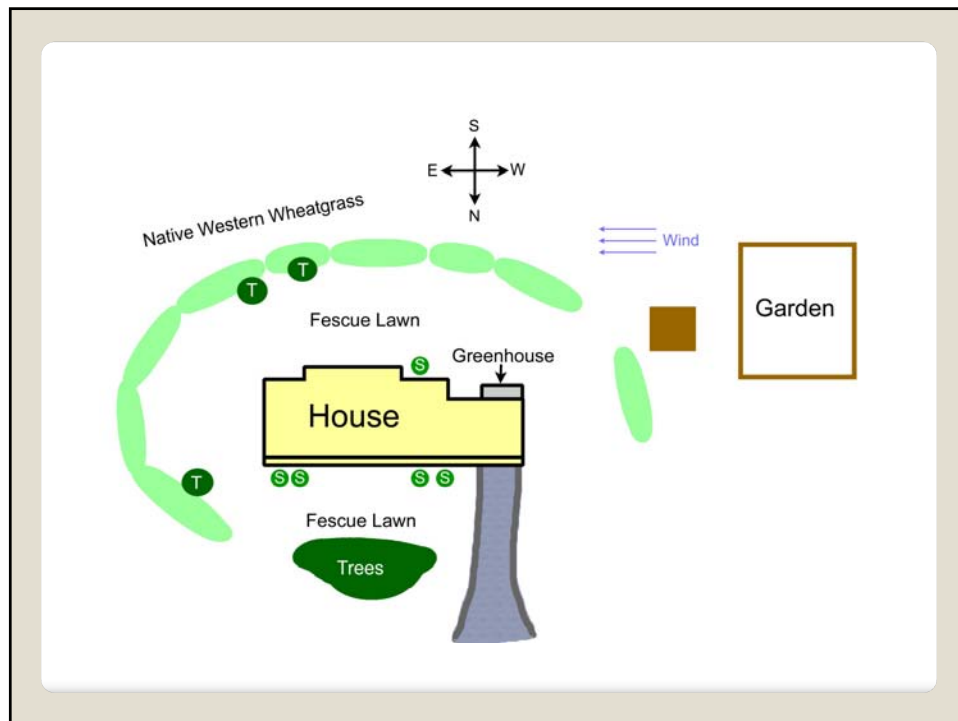 S
E W
N
Native Western Wheatgrass
Wind
T
T
Fescue Lawn
Garden
Greenhouse
S
House
T
S S S S
Fescue Lawn
Trees